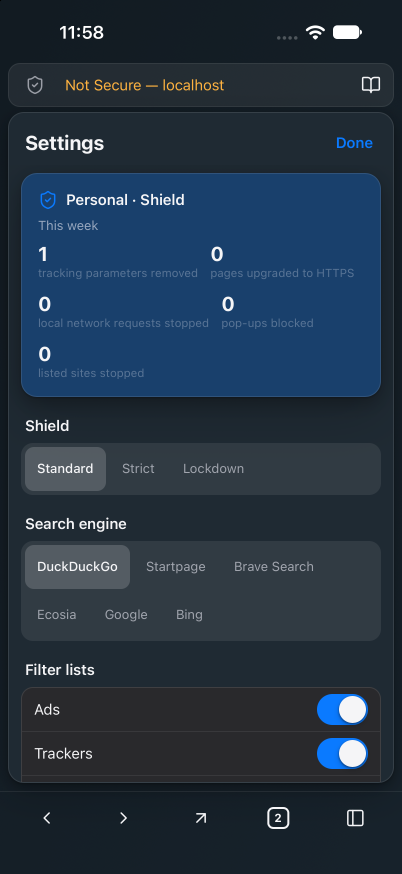 11:58
Not Secure — localhost
Settings
Done
Personal · Shield
This week
1
0
tracking parameters removed
pages upgraded to HTTPS
0
0
local network requests stopped
pop-ups blocked
0
listed sites stopped
Shield
Standard
Strict
Lockdown
Search engine
DuckDuckGo
Startpage
Brave Search
Ecosia
Google
Bing
Filter lists
Ads
Trackers
2